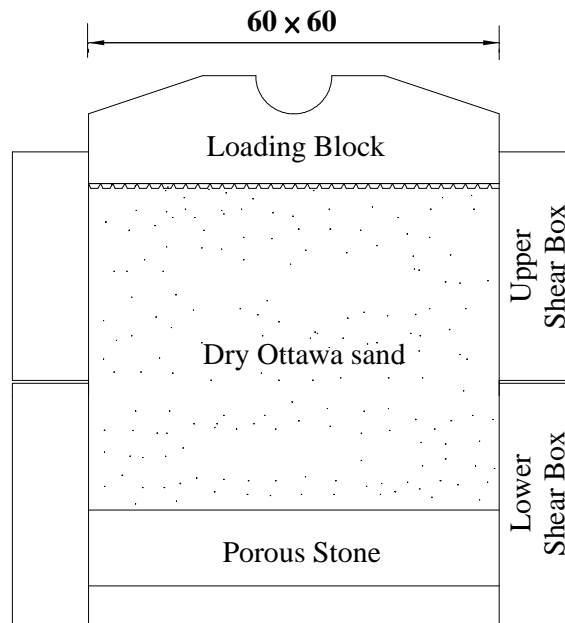 60 × 60
Loading Block
Upper
Shear Box
Dry Ottawa sand
Lower
Shear Box
Porous Stone